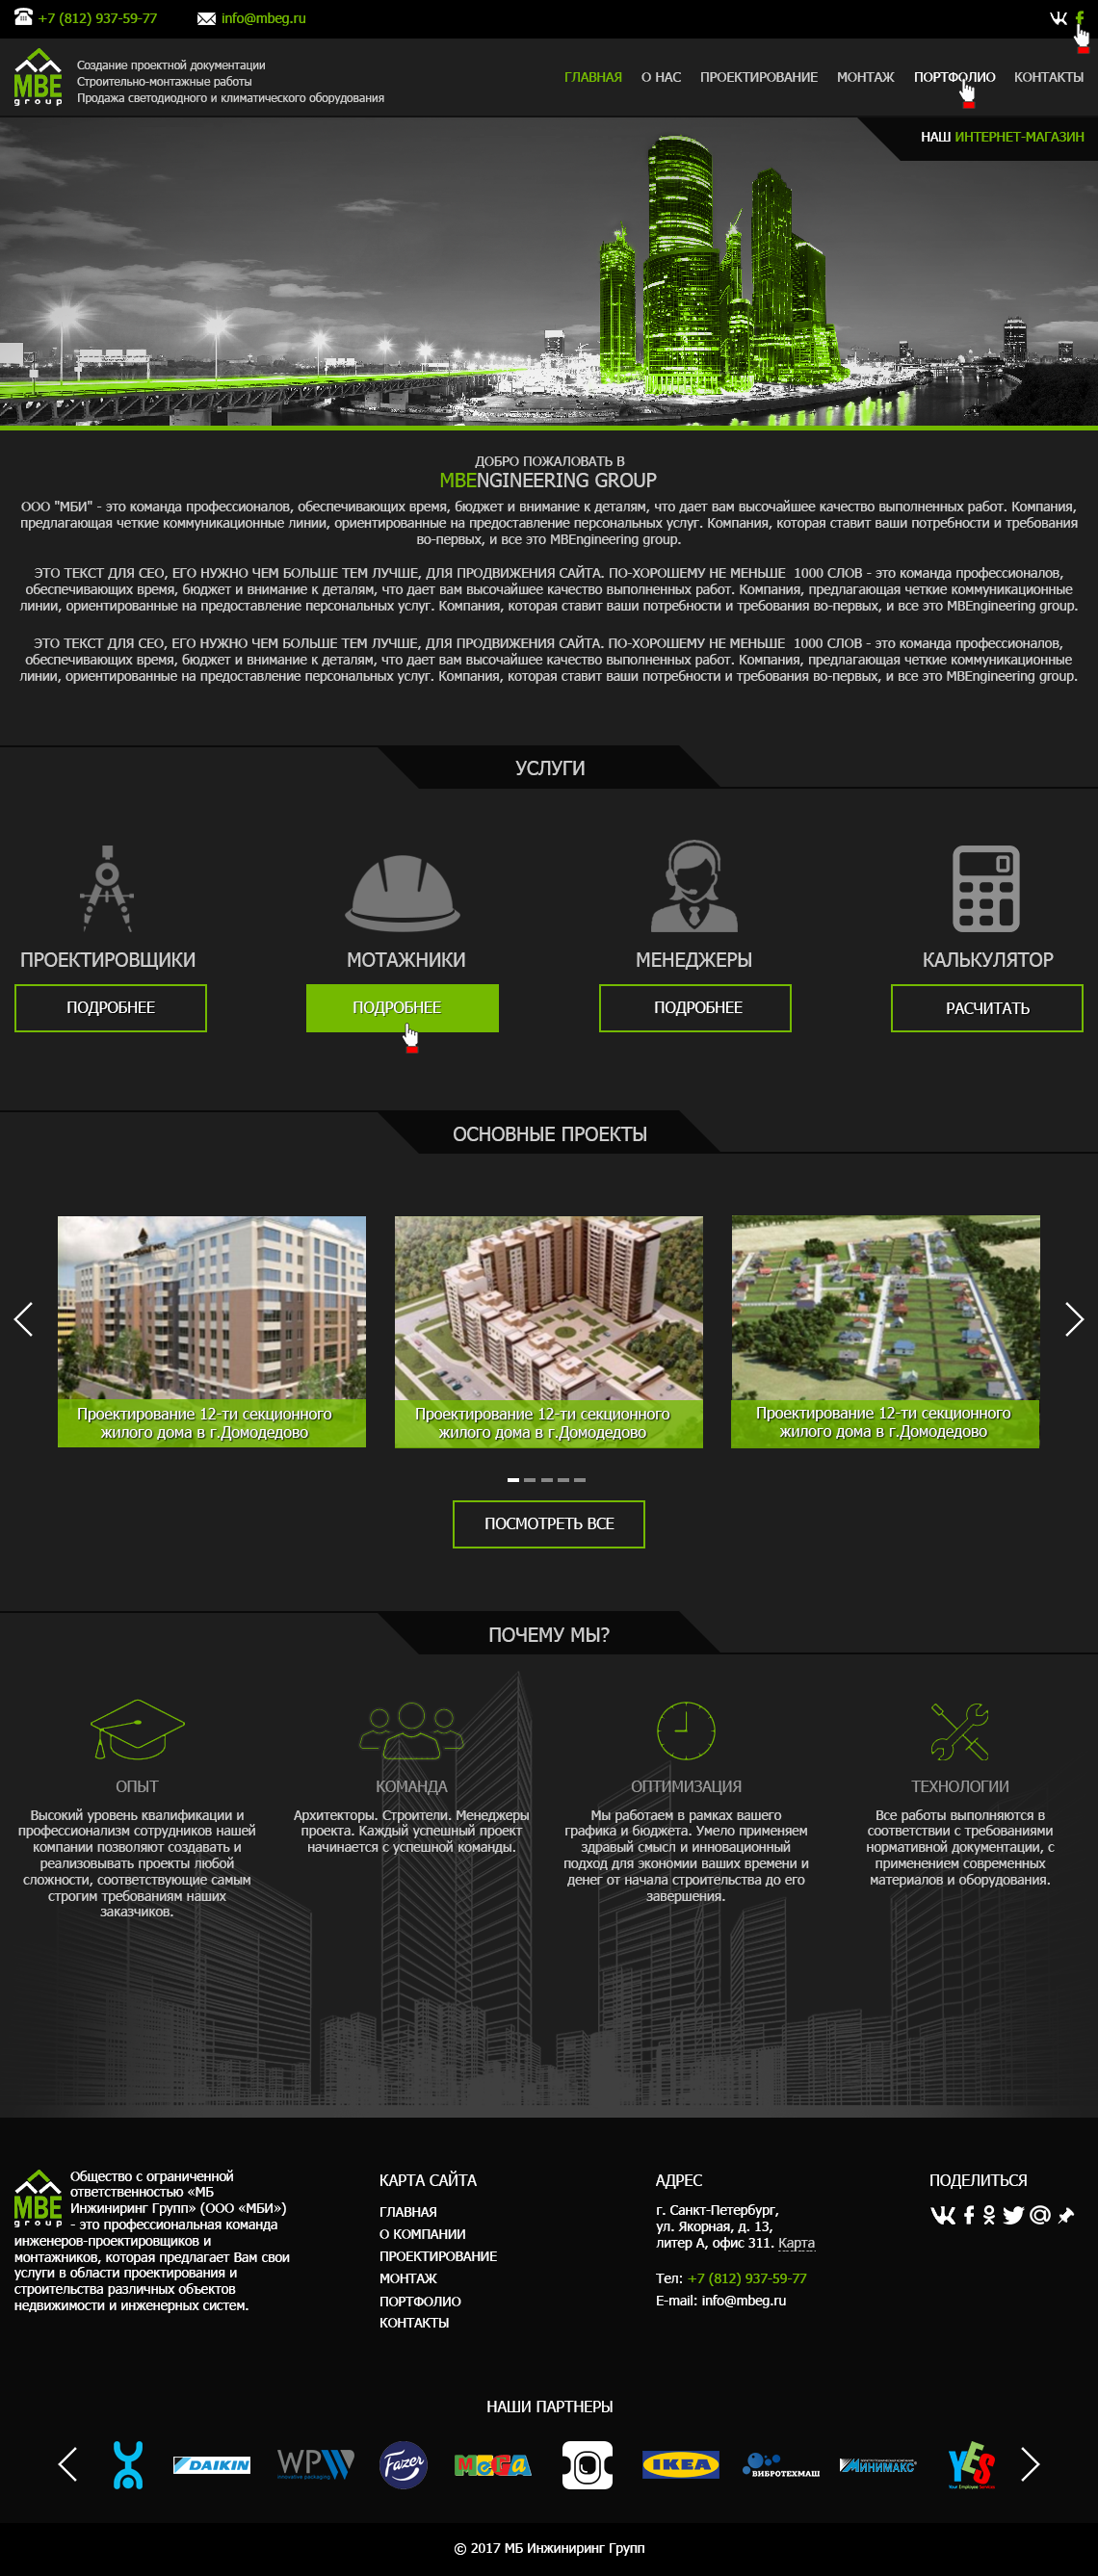 +7 (812) 937-59-77
info@mbeg.ru
MBE
group
Создание проектной документации
Строительно-монтажные работы
Продажа светодиодного и климатического оборудования
ГЛАВНАЯ О НАС ПРОЕКТИРОВАНИЕ МОНТАЖ ПОРТФОЛИО КОНТАКТЫ
НАШ ИНТЕРНЕТ-МАГАЗИН
ДОБРО ПОЖАЛОВАТЬ В
MBENGINEERING GROUP
ООО "МБИ" - это команда профессионалов, обеспечивающих время, бюджет и внимание к деталям, что дает вам высочайшее качество выполненных работ. Компания,
предлагающая четкие коммуникационные линии, ориентированные на предоставление персональных услуг. Компания, которая ставит ваши потребности и требования
во-первых, и все это MBEngineering group.
ЭТО ТЕКСТ ДЛЯ СЕО, ЕГО НУЖНО ЧЕМ БОЛЬШЕ ТЕМ ЛУЧШЕ, ДЛЯ ПРОДВИЖЕНИЯ САЙТА. ПО-ХОРОШЕМУ НЕ МЕНЬШЕ 1000 СЛОВ - это команда профессионалов,
обеспечивающих время, бюджет и внимание к деталям, что дает вам высочайшее качество выполненных работ. Компания, предлагающая четкие коммуникационные
линии, ориентированные на предоставление персональных услуг. Компания, которая ставит ваши потребности и требования во-первых, и все это MBEngineering group.
ЭТО ТЕКСТ ДЛЯ СЕО, ЕГО НУЖНО ЧЕМ БОЛЬШЕ ТЕМ ЛУЧШЕ, ДЛЯ ПРОДВИЖЕНИЯ САЙТА. ПО-ХОРОШЕМУ НЕ МЕНЬШЕ 1000 СЛОВ - это команда профессионалов,
обеспечивающих время, бюджет и внимание к деталям, что дает вам высочайшее качество выполненных работ. Компания, предлагающая четкие коммуникационные
линии, ориентированные на предоставление персональных услуг. Компания, которая ставит ваши потребности и требования во-первых, и все это MBEngineering group.
УСЛУГИ
ПРОЕКТИРОВЩИКИ
ПОДРОБНЕЕ
МОТАЖНИКИ
ПОДРОБНЕЕ
МЕНЕДЖЕРЫ
ПОДРОБНЕЕ
КАЛЬКУЛЯТОР
РАСЧИТАТЬ
ОСНОВНЫЕ ПРОЕКТЫ
Проектирование 12-ти секционного
жилого дома в г.Домодедово
Проектирование 12-ти секционного
жилого дома в г.Домодедово
Проектирование 12-ти секционного
жилого дома в г.Домодедово
ПОСМОТРЕТЬ ВСЕ
ПОЧЕМУ МЫ?
ОПЫТ
Высокий уровень квалификации и
профессионализм сотрудников нашей
компании позволяют создавать и
реализовывать проекты любой
сложности, соответствующие самым
строгим требованиям наших
заказчиков.
КОМАНДА
Архитекторы. Строители. Менеджеры
проекта. Каждый успешный проект
начинается с успешной команды.
ОПТИМИЗАЦИЯ
Мы работаем в рамках вашего
графика и бюджета. Умело применяем
здравый смысл и инновационный
подход для экономии ваших времени и
денег от начала строительства до его
завершения.
ТЕХНОЛОГИИ
Все работы выполняются в
соответствии с требованиями
нормативной документации, с
применением современных
материалов и оборудования.
MBE
group
Общество с ограниченной
ответственностью «МБ
Инжиниринг Групп» (ООО «МБИ»)
- это профессиональная команда
инженеров-проектировщиков и
монтажников, которая предлагает Вам свои
услуги в области проектирования и
строительства различных объектов
недвижимости и инженерных систем.
КАРТА САЙТА
ГЛАВНАЯ
О КОМПАНИИ
ПРОЕКТИРОВАНИЕ
МОНТАЖ
ПОРТФОЛИО
КОНТАКТЫ
АДРЕС
г. Санкт-Петербург,
ул. Якорная, д. 13,
литер А, офис 311. Карта
Тел: +7 (812) 937-59-77
E-mail: info@mbeg.ru
ПОДЕЛИТЬСЯ
НАШИ ПАРТНЕРЫ
DAIKIN
WP
innovative packaging
Fazer
МЕГА
IKEA
ВИБРОТЕХМАШ
МИНИМАКС
YES
Your Employee Services
© 2017 МБ Инжиниринг Групп